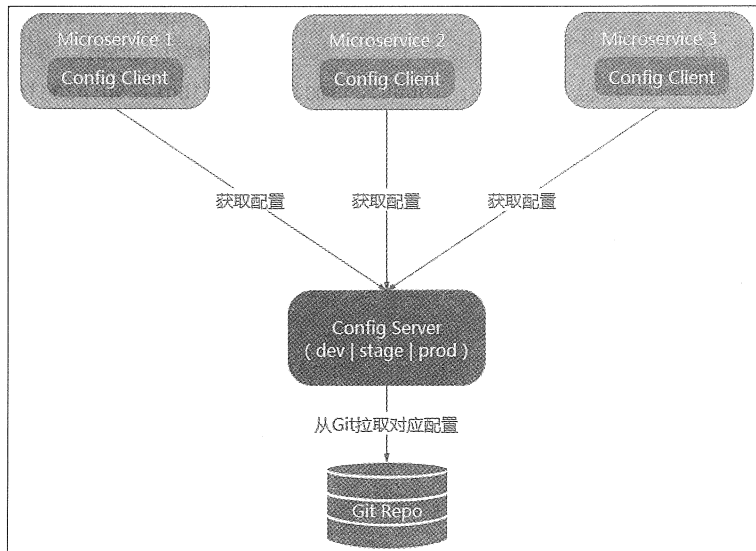 Microservice 1
Microservice 2
Microservice 3
Config Client
Config Client
Config Client
获取配置
获取配置
获取配置
Config Server
( dev | stage | prod )
从Git拉取对应配置
Git Repo